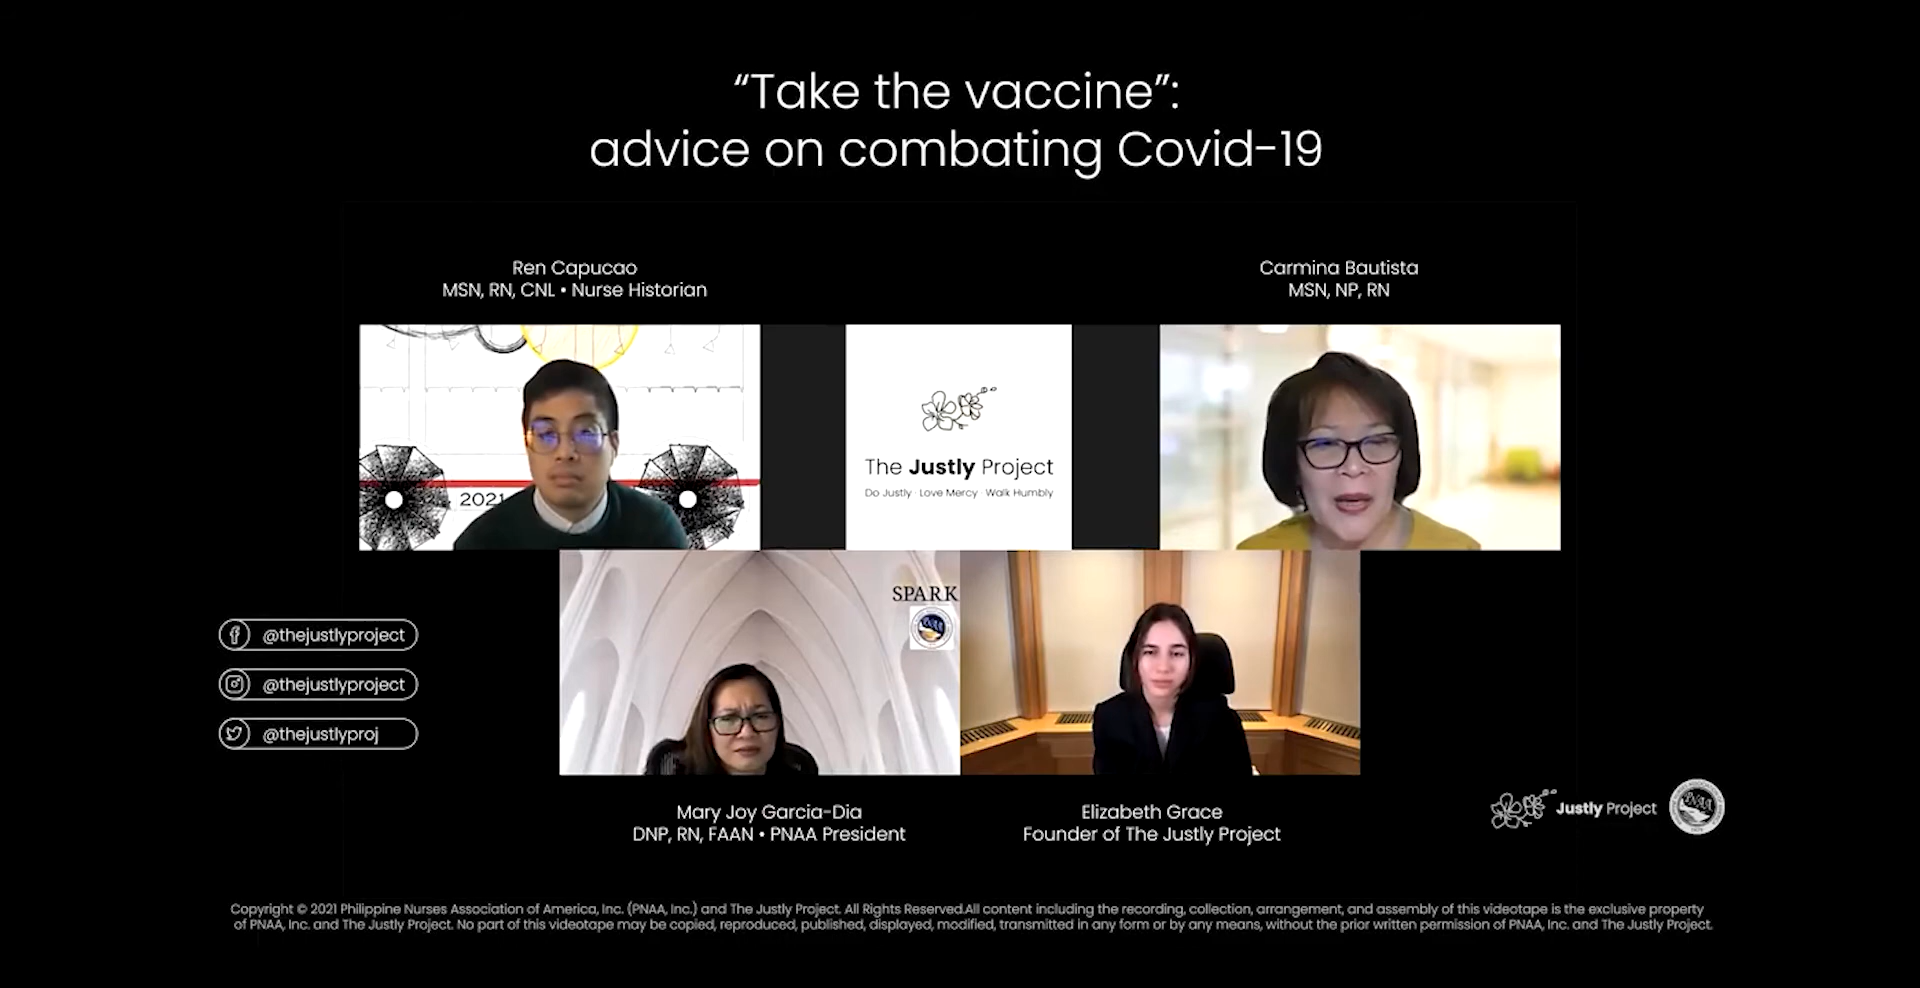 “Take the vaccine”:
advice on combating Covid-19
Ren Capucao
MSN, RN, CNL • Nurse Historian
Carmina Bautista
MSN, NP, RN
2021
The Justly Project
Do Justly · Love Mercy · Walk Humbly
SPARK
PNAA
@thejustlyproject
@thejustlyproject
@thejustlyproj
Mary Joy Garcia-Dia
DNP, RN, FAAN • PNAA President
Elizabeth Grace
Founder of The Justly Project
Justly Project
PNAA
Copyright © 2021 Philippine Nurses Association of America, Inc. (PNAA, Inc.) and The Justly Project. All Rights Reserved.All content including the recording, collection, arrangement, and assembly of this videotape is the exclusive property
of PNAA, Inc. and The Justly Project. No part of this videotape may be copied, reproduced, published, displayed, modified, transmitted in any form or by any means, without the prior written permission of PNAA, Inc. and The Justly Project.